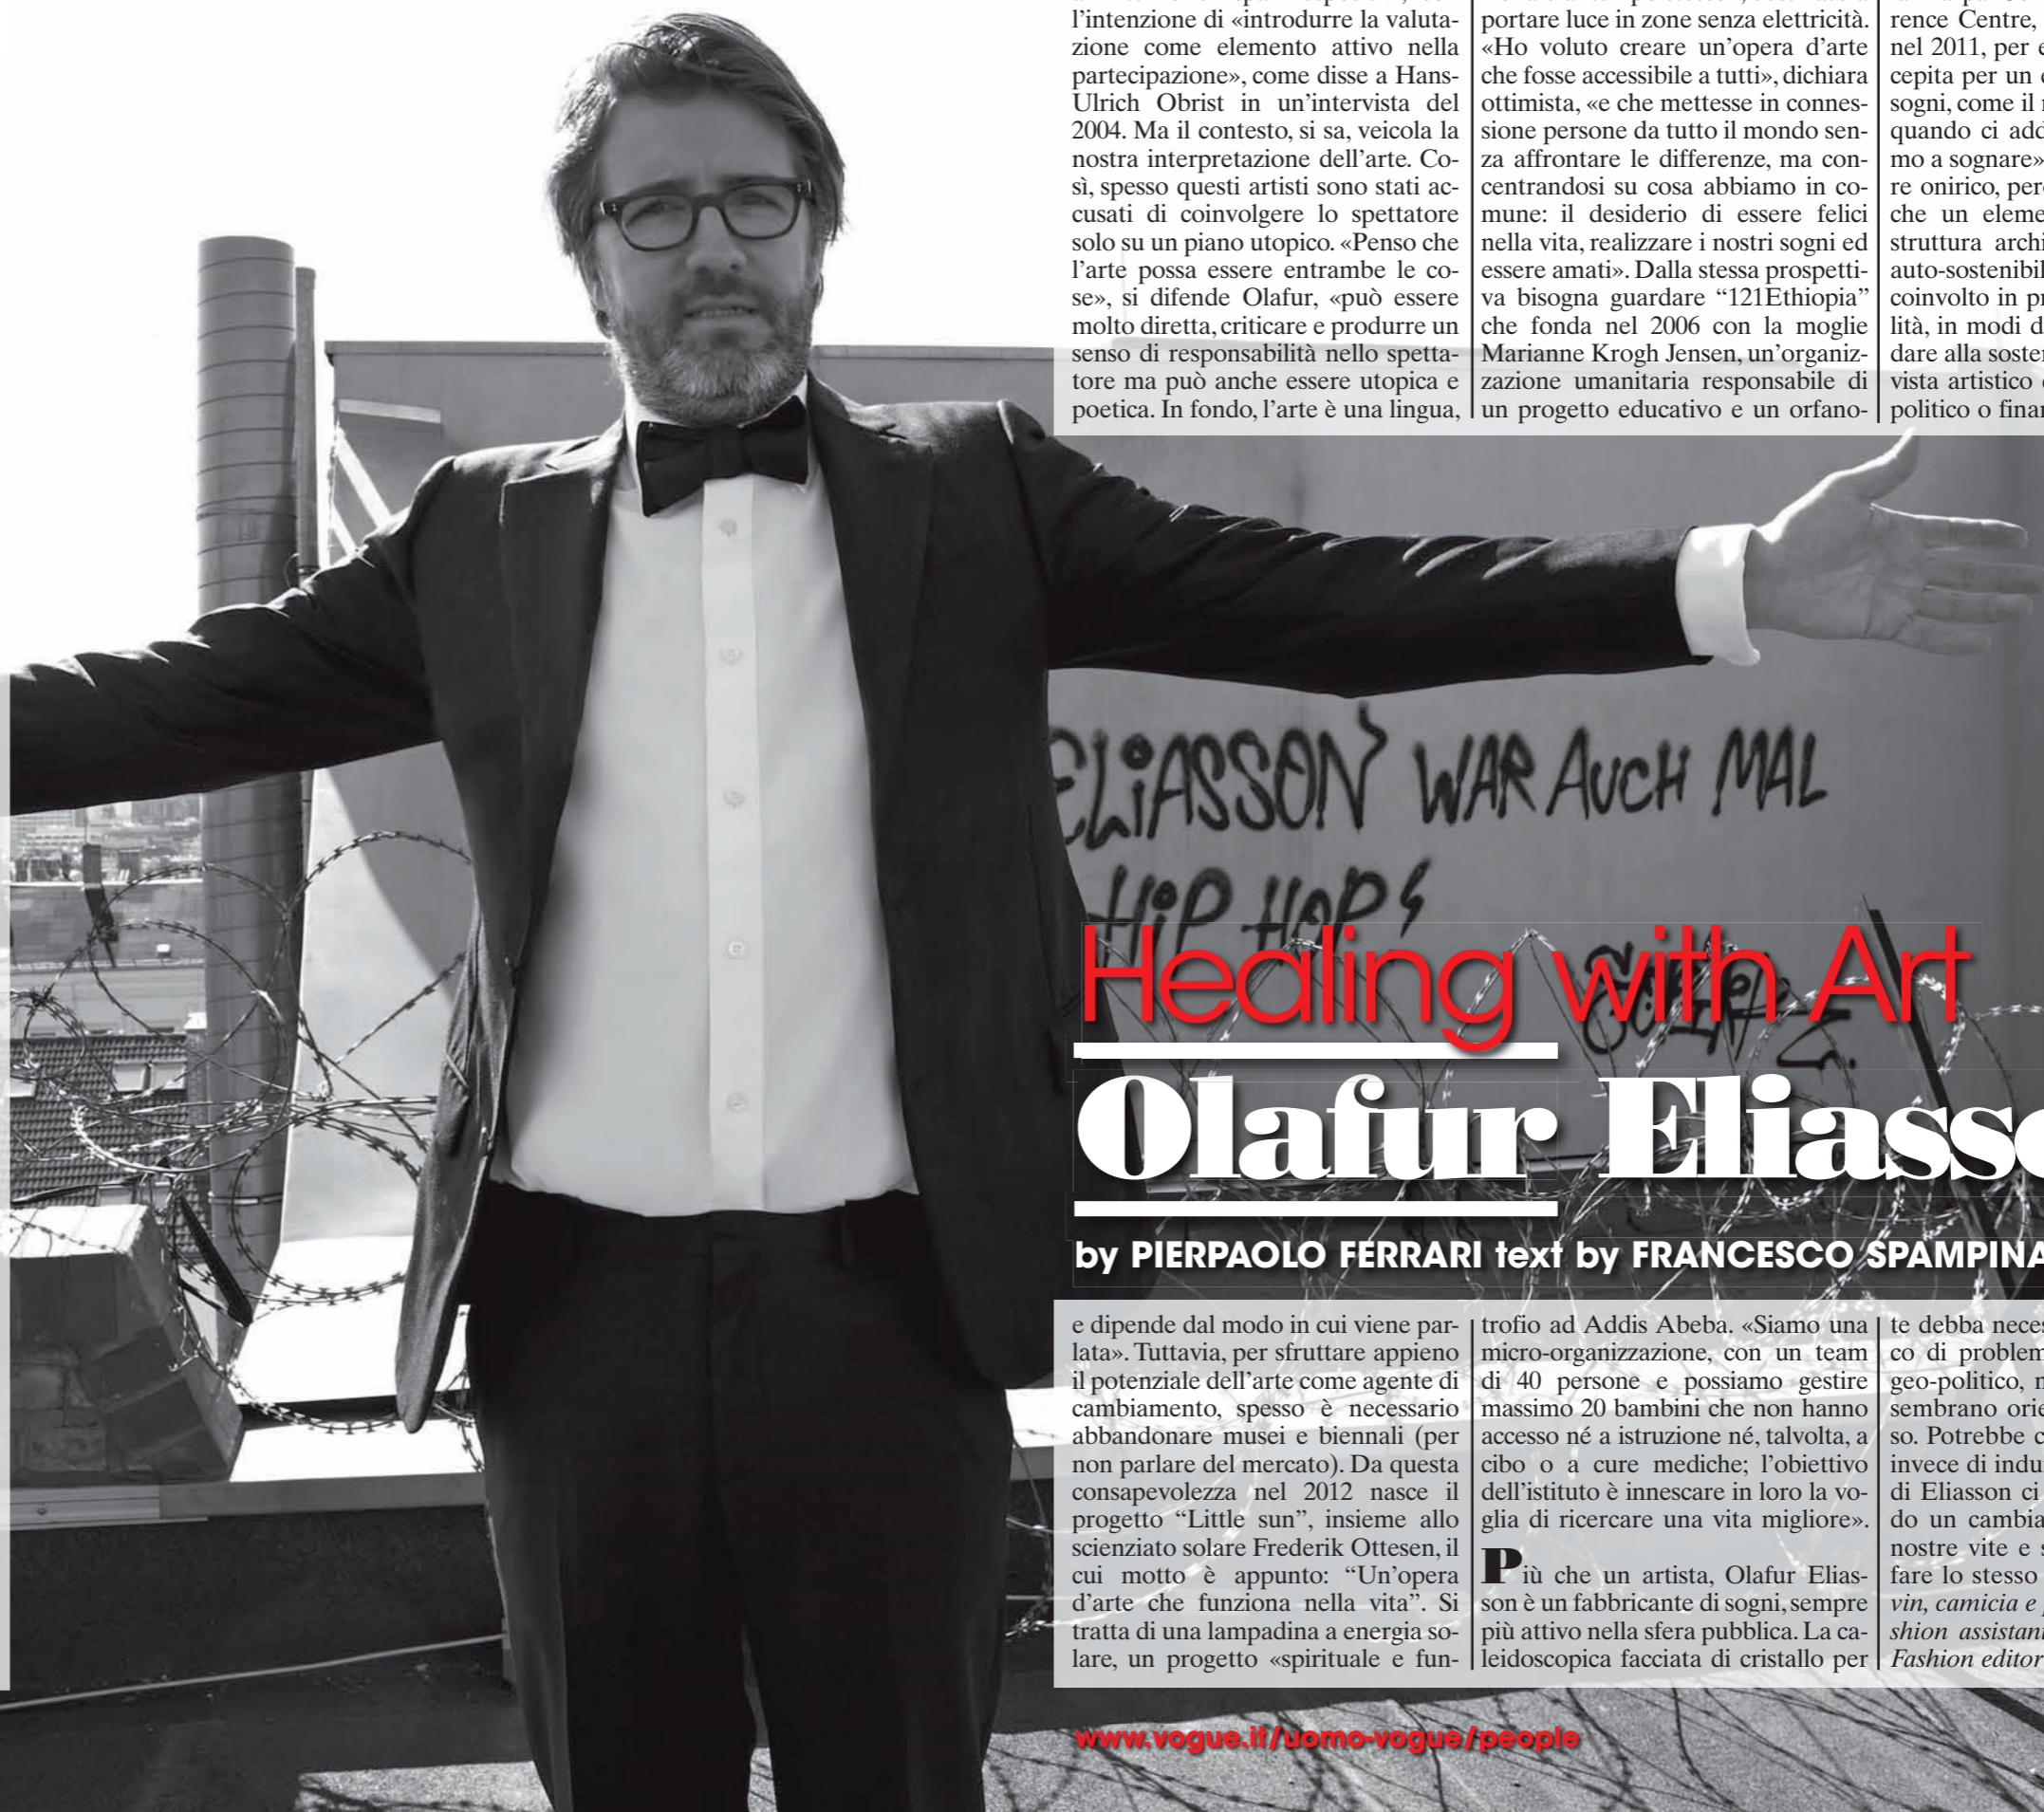 l'intenzione di «introdurre la valuta-
zione come elemento attivo nella
partecipazione», come disse a Hans-
Ulrich Obrist in un'intervista del
2004. Ma il contesto, si sa, veicola la
nostra interpretazione dell'arte. Co-
sì, spesso questi artisti sono stati ac-
cusati di coinvolgere lo spettatore
solo su un piano utopico. «Penso che
l'arte possa essere entrambe le co-
se», si difende Olafur, «può essere
molto diretta, criticare e produrre un
senso di responsabilità nello spetta-
tore ma può anche essere utopica e
poetica. In fondo, l'arte è una lingua,
portare luce in zone senza elettricità.
«Ho voluto creare un'opera d'arte
che fosse accessibile a tutti», dichiara
ottimista, «e che mettesse in connes-
sione persone da tutto il mondo sen-
za affrontare le differenze, ma con-
centrandosi su cosa abbiamo in co-
mune: il desiderio di essere felici
nella vita, realizzare i nostri sogni ed
essere amati». Dalla stessa prospetti-
va bisogna guardare “121Ethiopia”
che fonda nel 2006 con la moglie
Marianne Krogh Jensen, un'organiz-
zazione umanitaria responsabile di
un progetto educativo e un orfano-
rence Centre,
nel 2011, per e
cepita per un
sogni, come il
quando ci add
mo a sognare»
re onirico, per
che un eleme
struttura archi
auto-sostenibil
coinvolto in p
lità, in modi d
dare alla soste
vista artistico
politico o finan
ELIASSON WAR AUCH MAL
HIP HOP
Healing with Art
Olafur Eliasso
by PIERPAOLO FERRARI text by FRANCESCO SPAMPINA
e dipende dal modo in cui viene par-
lata». Tuttavia, per sfruttare appieno
il potenziale dell'arte come agente di
cambiamento, spesso è necessario
abbandonare musei e biennali (per
non parlare del mercato). Da questa
consapevolezza nel 2012 nasce il
progetto “Little sun”, insieme allo
scienziato solare Frederik Ottesen, il
cui motto è appunto: “Un'opera
d'arte che funziona nella vita”. Si
tratta di una lampadina a energia so-
lare, un progetto «spirituale e fun-
trofio ad Addis Abeba. «Siamo una
micro-organizzazione, con un team
di 40 persone e possiamo gestire
massimo 20 bambini che non hanno
accesso né a istruzione né, talvolta, a
cibo o a cure mediche; l'obiettivo
dell'istituto è innescare in loro la vo-
glia di ricercare una vita migliore».
Più che un artista, Olafur Elias-
son è un fabbricante di sogni, sempre
più attivo nella sfera pubblica. La ca-
leidoscopica facciata di cristallo per
te debba neces
co di problem
geo-politico, n
sembrano orie
so. Potrebbe c
invece di indu
di Eliasson ci
do un cambia
nostre vite e s
fare lo stesso
vin, camicia e
shion assistant
Fashion editor
www.vogue.it/uomo-vogue/people